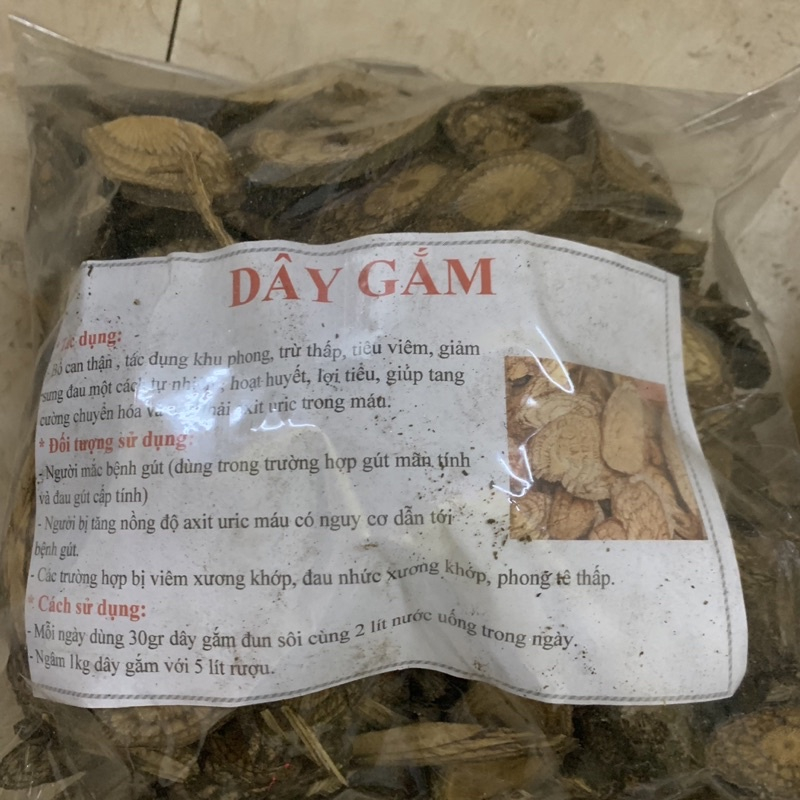 DÂY GẮM
dụng:
can thận , tác dụng khu phong, trừ thấp, tiêu viêm, giảm
sưng đau một cách tự hoạt huyết, lợi tiểu, giúp tang
cường chuyển hóa và axit uric trong máu.
* Đối tượng sử dụng:
- Người mắc bệnh gút (dùng trong trường hợp gút mãn tính
và đau gút cấp tính)
- Người bị tăng nồng độ axit uric máu có nguy cơ dẫn tới
bệnh gút.
- Các trường hợp bị viêm xương khớp, đau nhức xương khớp, phong tê thấp.
* Cách sử dụng:
- Mỗi ngày dùng 30gr dây gắm đun sôi cùng 2 lít nước uống trong ngày.
- Ngâm 1kg dây gắm với 5 lít rượu.